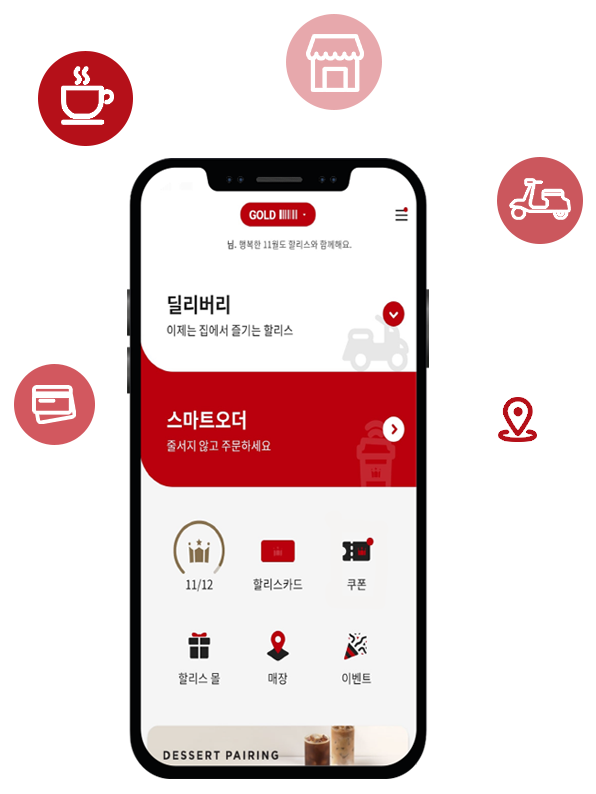 GOLD
님. 행복한 11월도 할리스와 함께해요.
딜리버리
이제는 집에서 즐기는 할리스
스마트오더
줄서지 않고 주문하세요
11/12 할리스카드 쿠폰
할리스 몰 매장 이벤트
DESSERT PAIRING